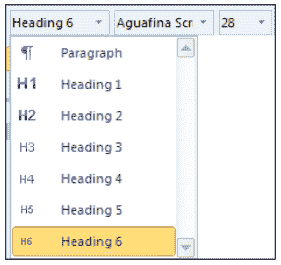 Heading 6 Aguafina Scr 28
¶ Paragraph
H1 Heading 1
H2 Heading 2
H3 Heading 3
H4 Heading 4
H5 Heading 5
H6 Heading 6